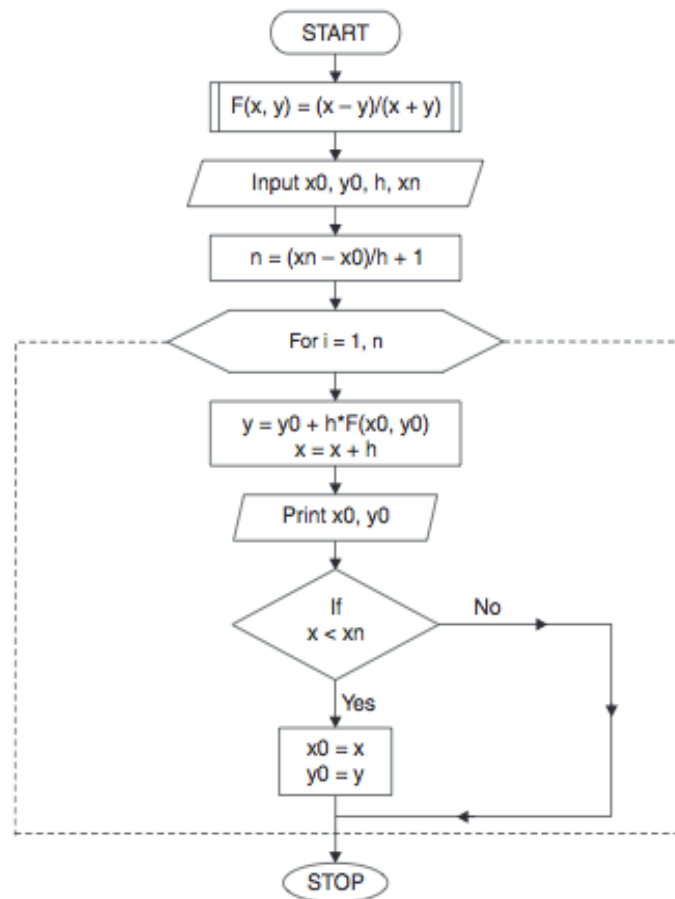 START
F(x, y) = (x – y)/(x + y)
Input x0, y0, h, xn
n = (xn – x0)/h + 1
For i = 1, n
y = y0 + h*F(x0, y0)
x = x + h
Print x0, y0
If
x < xn
No
Yes
x0 = x
y0 = y
STOP